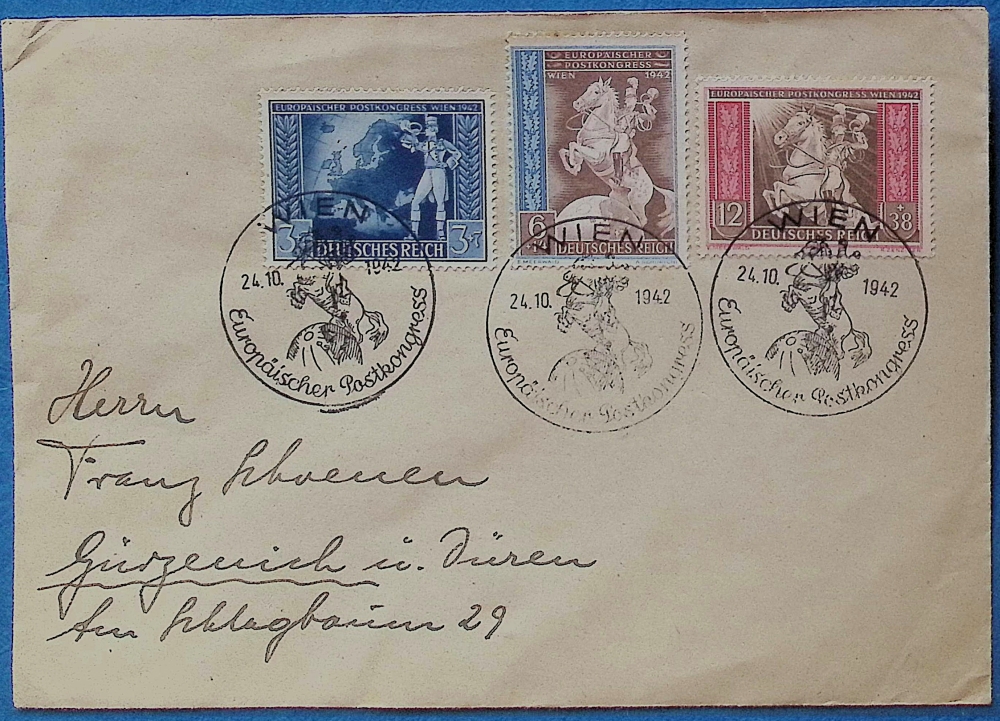 EUROPÄISCHER POSTKONGRESS WIEN 1942
3+7 DEUTSCHES REICH 3+7
EUROPÄISCHER
POSTKONGRESS
WIEN 1942
6
DEUTSCHES REICH
EUROPÄISCHER POSTKONGRESS WIEN 1942
12 + 38
DEUTSCHES REICH
WIEN
24.10. 1942
Europäischer Postkongress
WIEN
24.10. 1942
Europäischer Postkongress
WIEN
24.10. 1942
Europäischer Postkongress
Herrn
Franz Schoenen
Gürzenich ü. Düren
Am Schlagbaum 29